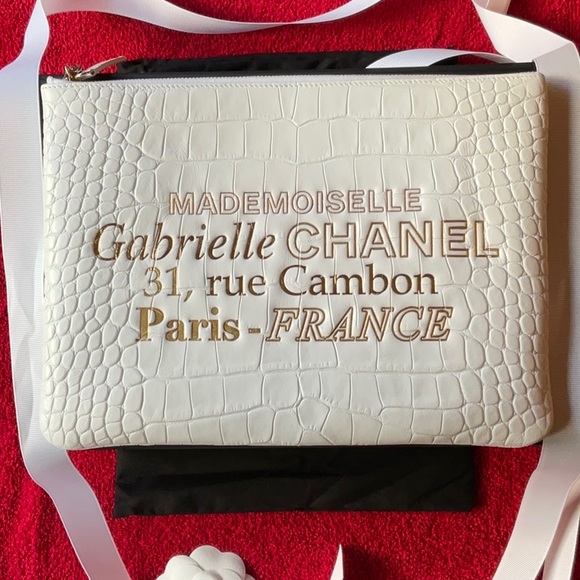 MADEMOISELLE
Gabrielle CHANEL
31, rue Cambon
Paris - FRANCE